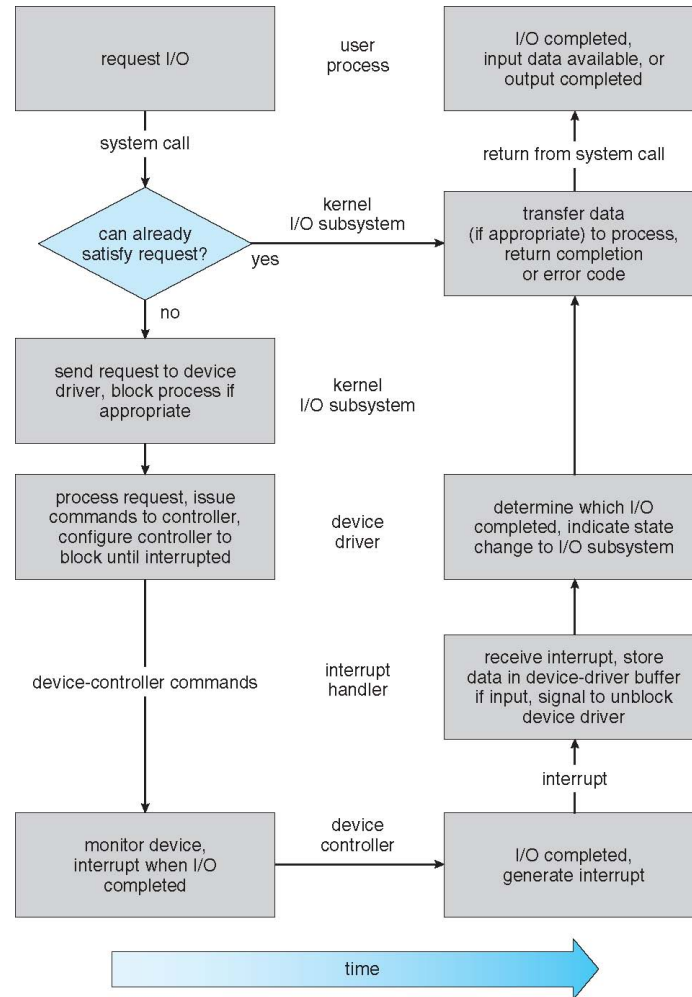 request I/O
user
process
I/O completed,
input data available, or
output completed
system call
return from system call
can already
satisfy request?
kernel
I/O subsystem
yes
transfer data
(if appropriate) to process,
return completion
or error code
no
send request to device
driver, block process if
appropriate
kernel
I/O subsystem
process request, issue
commands to controller,
configure controller to
block until interrupted
device
driver
determine which I/O
completed, indicate state
change to I/O subsystem
device-controller commands
interrupt
handler
receive interrupt, store
data in device-driver buffer
if input, signal to unblock
device driver
interrupt
monitor device,
interrupt when I/O
completed
device
controller
I/O completed,
generate interrupt
time